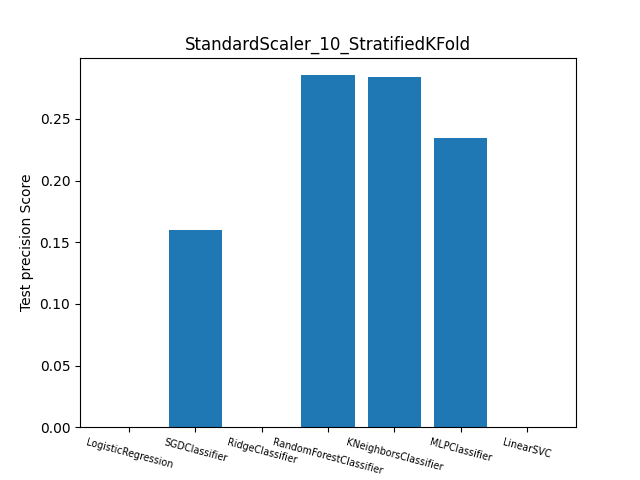 StandardScaler_10_StratifiedKFold
Test precision Score
0.25
0.20
0.15
0.10
0.05
0.00
LogisticRegression
SGDClassifier
RidgeClassifier
RandomForestClassifier
KNeighborsClassifier
MLPClassifier
LinearSVC